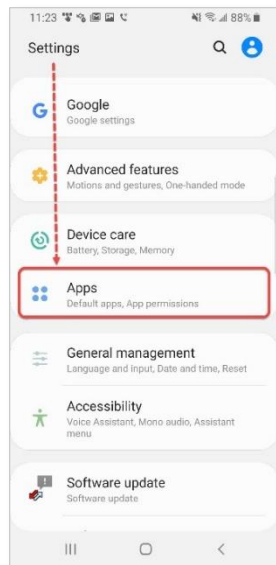 11:23
88%
Settings
Google
Google settings
Advanced features
Motions and gestures, One-handed mode
Device care
Battery, Storage, Memory
Apps
Default apps, App permissions
General management
Language and input, Date and time, Reset
Accessibility
Voice Assistant, Mono audio, Assistant
menu
Software update
Software update